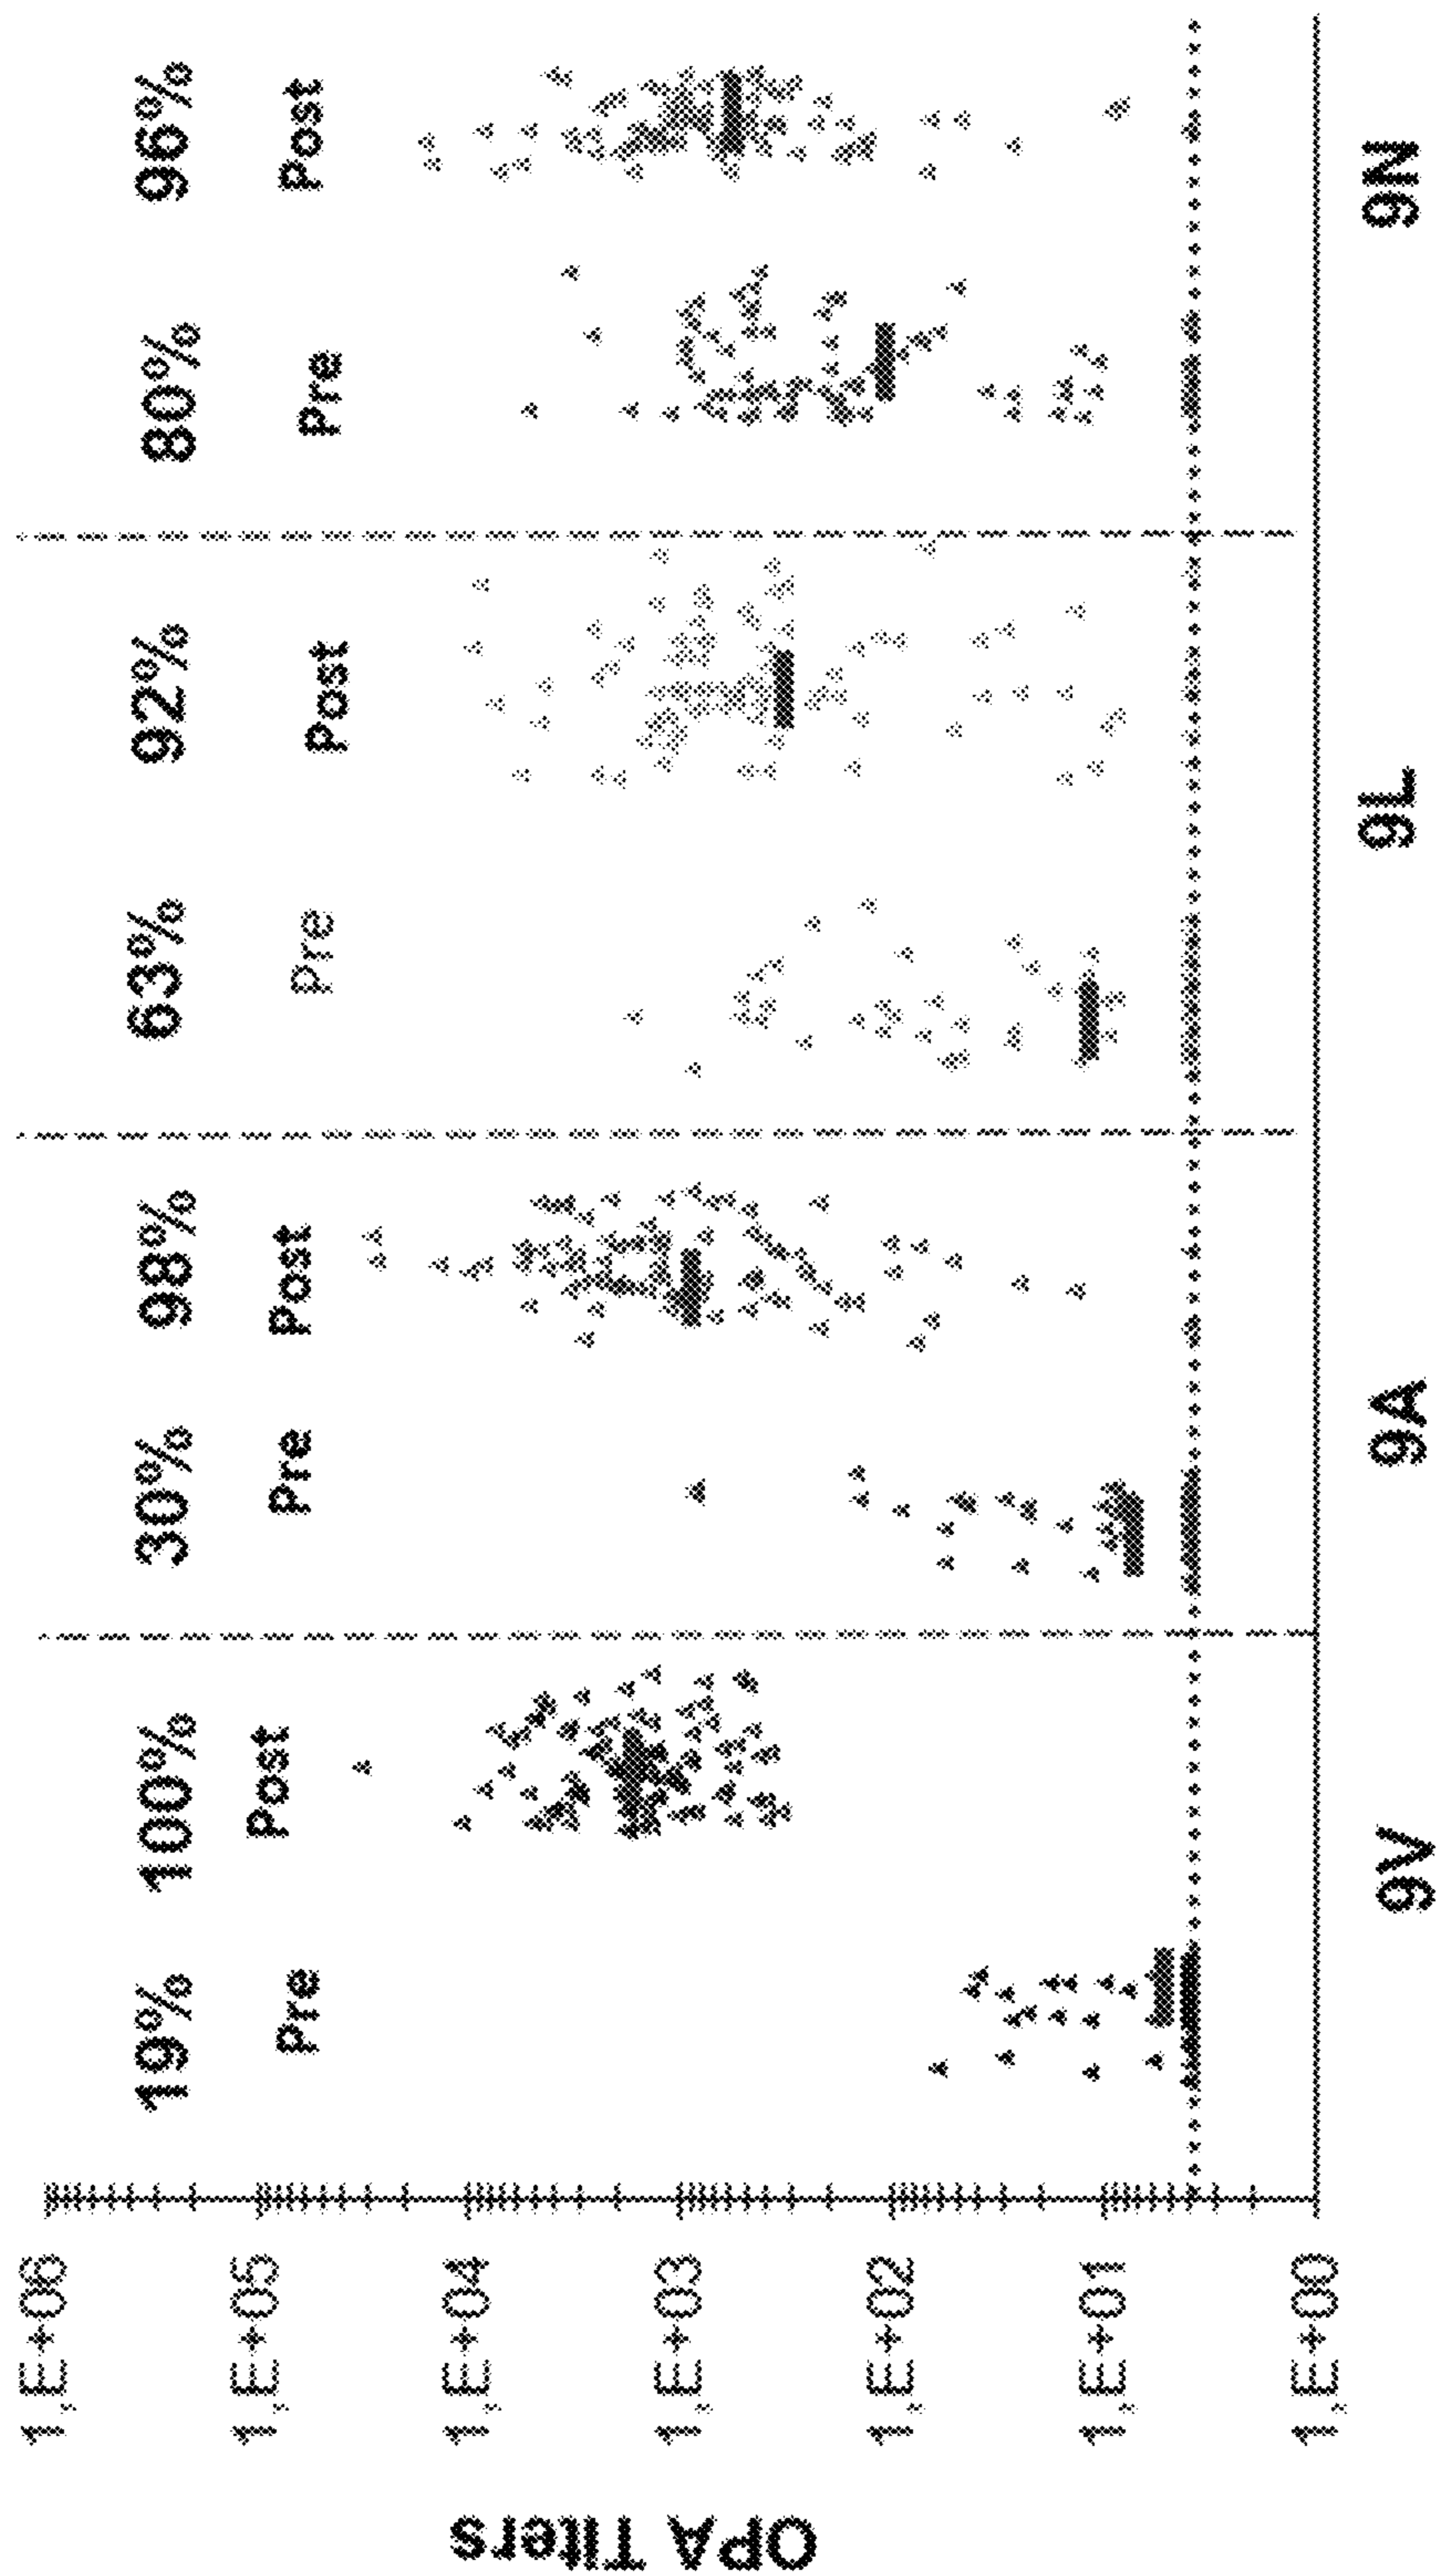 OPA Titers
1,E+06
1,E+05
1,E+04
1,E+03
1,E+02
1,E+01
1,E+00
19% 100% 30% 98% 63% 92% 80% 96%
Pre Post Pre Post Pre Post Pre Post
9V 9A 9L 9N